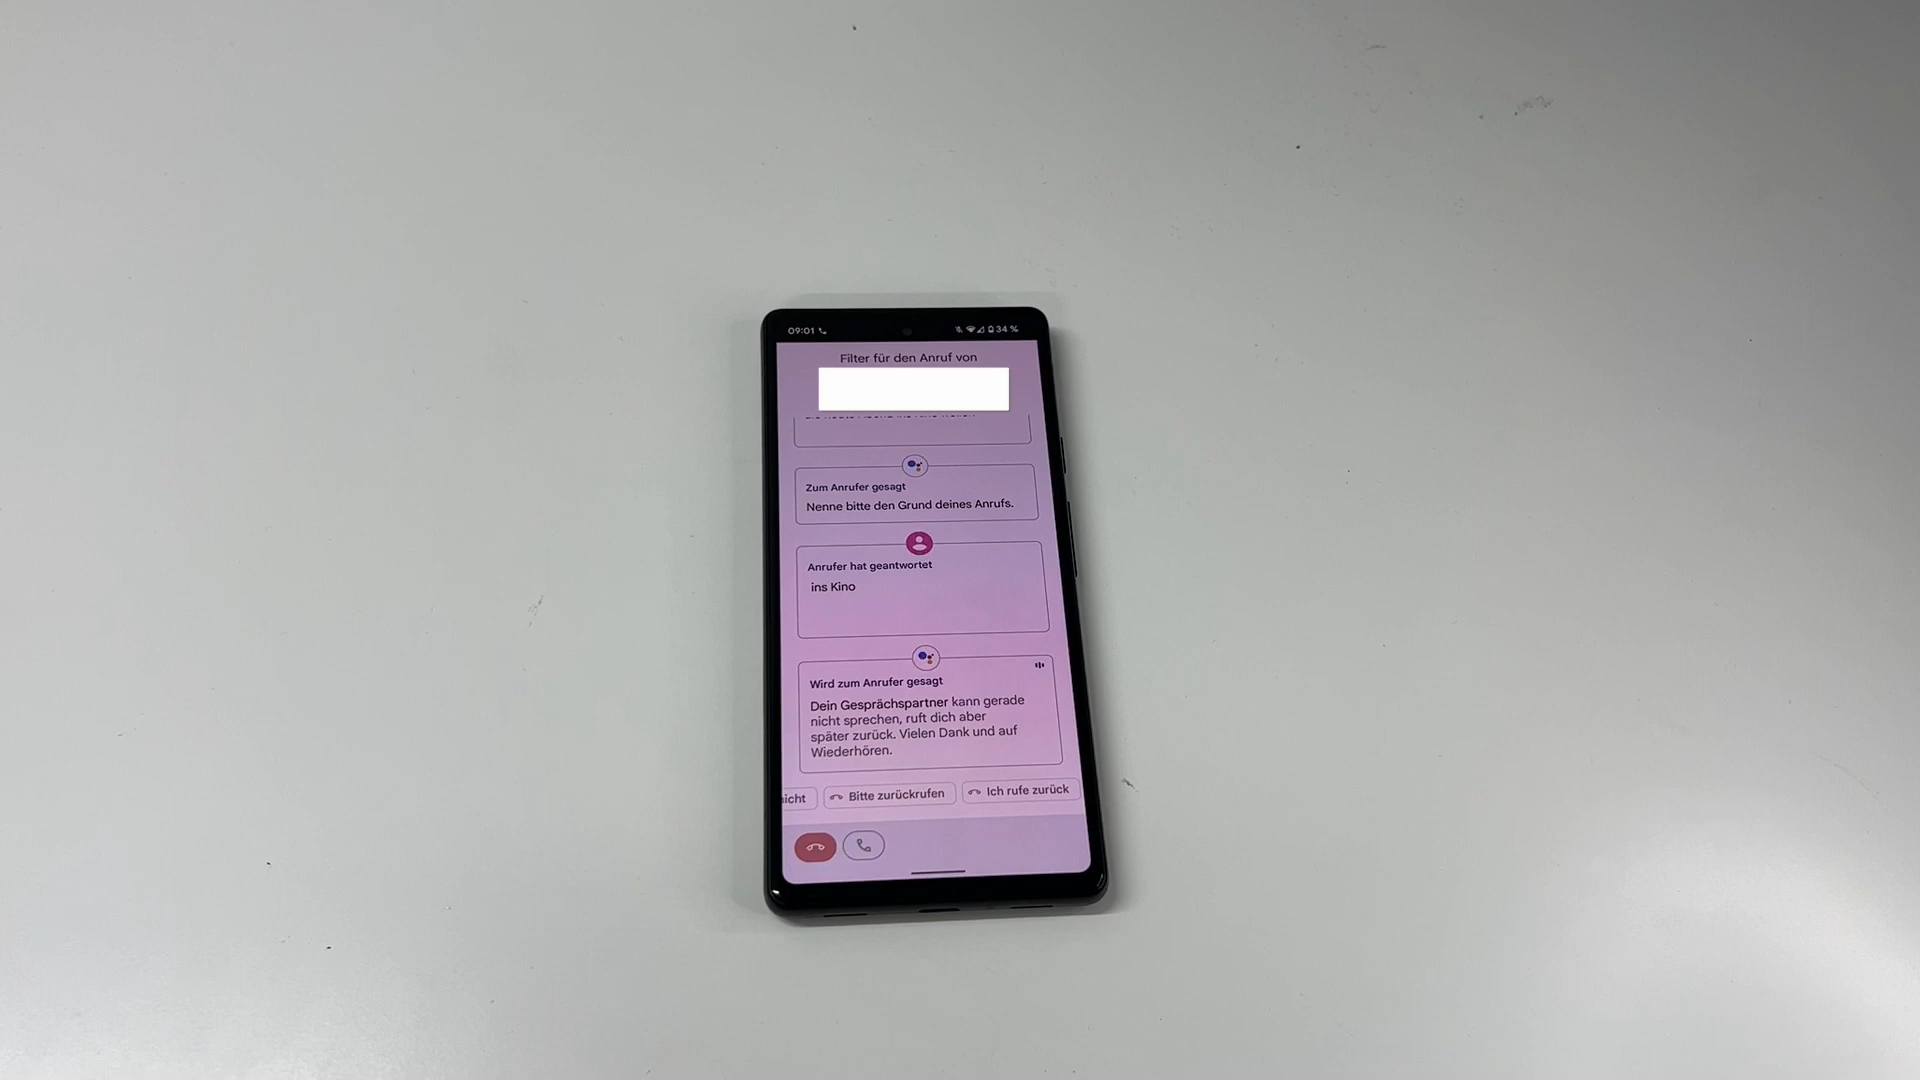 09:01
34 %
Filter für den Anruf von
Zum Anrufer gesagt
Nenne bitte den Grund deines Anrufs.
Anrufer hat geantwortet
ins Kino
Wird zum Anrufer gesagt
Dein Gesprächspartner kann gerade
nicht sprechen, ruft dich aber
später zurück. Vielen Dank und auf
Wiederhören.
Bitte zurückrufen
Ich rufe zurück